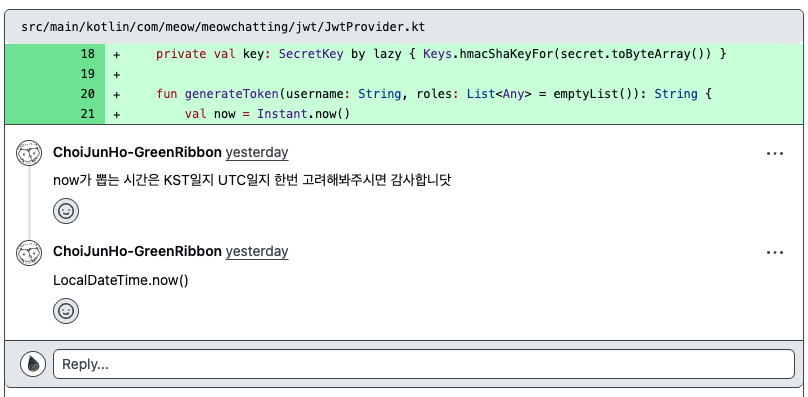 src/main/kotlin/com/meow/meowchatting/jwt/JwtProvider.kt
18 + private val key: SecretKey by lazy { Keys.hmacShaKeyFor(secret.toByteArray()) }
19 +
20 + fun generateToken(username: String, roles: List<Any> = emptyList()): String {
21 + val now = Instant.now()
ChoiJunHo-GreenRibbon yesterday
now가 뽑는 시간은 KST일지 UTC일지 한번 고려해봐주시면 감사합니닷
ChoiJunHo-GreenRibbon yesterday
LocalDateTime.now()
Reply...